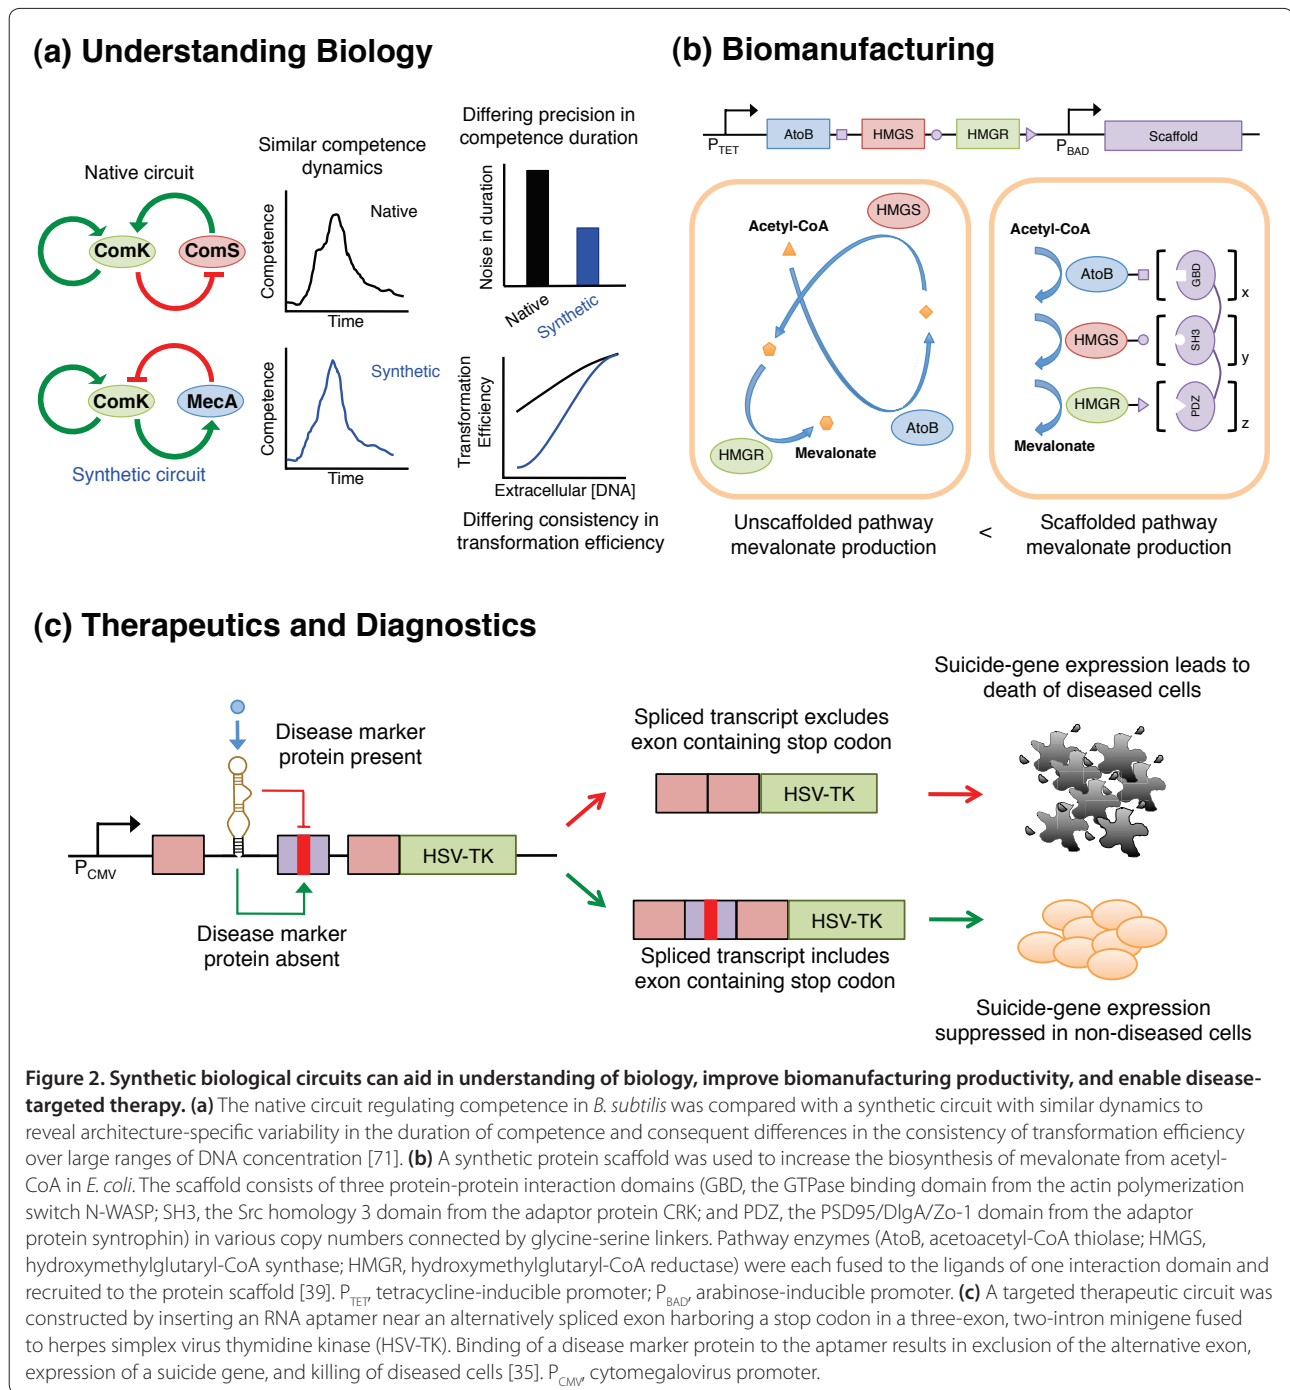 (a) Understanding Biology
Native circuit
ComK
ComS
ComK
MecA
Synthetic circuit
Similar competence
dynamics
Competence
Native
Time
Competence
Synthetic
Time
Differing precision in
competence duration
Noise in duration
Native
Synthetic
Transformation
Efficiency
Extracellular [DNA]
Differing consistency in
transformation efficiency
(b) Biomanufacturing
PTET
AtoB
HMGS
HMGR
PBAD
Scaffold
HMGS
Acetyl-CoA
AtoB
HMGR
Mevalonate
Acetyl-CoA
AtoB
GBD
x
HMGS
SH3
y
HMGR
PDZ
z
Mevalonate
Unscaffolded pathway
mevalonate production
<
Scaffolded pathway
mevalonate production
(c) Therapeutics and Diagnostics
Disease marker
protein present
PCMV
HSV-TK
Disease marker
protein absent
Spliced transcript excludes
exon containing stop codon
HSV-TK
HSV-TK
Spliced transcript includes
exon containing stop codon
Suicide-gene expression leads to
death of diseased cells
Suicide-gene expression
suppressed in non-diseased cells
Figure 2. Synthetic biological circuits can aid in understanding of biology, improve biomanufacturing productivity, and enable disease-
targeted therapy. (a) The native circuit regulating competence in B. subtilis was compared with a synthetic circuit with similar dynamics to
reveal architecture-specific variability in the duration of competence and consequent differences in the consistency of transformation efficiency
over large ranges of DNA concentration [71]. (b) A synthetic protein scaffold was used to increase the biosynthesis of mevalonate from acetyl-
CoA in E. coli. The scaffold consists of three protein-protein interaction domains (GBD, the GTPase binding domain from the actin polymerization
switch N-WASP; SH3, the Src homology 3 domain from the adaptor protein CRK; and PDZ, the PSD95/DlgA/Zo-1 domain from the adaptor
protein syntrophin) in various copy numbers connected by glycine-serine linkers. Pathway enzymes (AtoB, acetoacetyl-CoA thiolase; HMGS,
hydroxymethylglutaryl-CoA synthase; HMGR, hydroxymethylglutaryl-CoA reductase) were each fused to the ligands of one interaction domain and
recruited to the protein scaffold [39]. PTET, tetracycline-inducible promoter; PBAD, arabinose-inducible promoter. (c) A targeted therapeutic circuit was
constructed by inserting an RNA aptamer near an alternatively spliced exon harboring a stop codon in a three-exon, two-intron minigene fused
to herpes simplex virus thymidine kinase (HSV-TK). Binding of a disease marker protein to the aptamer results in exclusion of the alternative exon,
expression of a suicide gene, and killing of diseased cells [35]. PCMV, cytomegalovirus promoter.